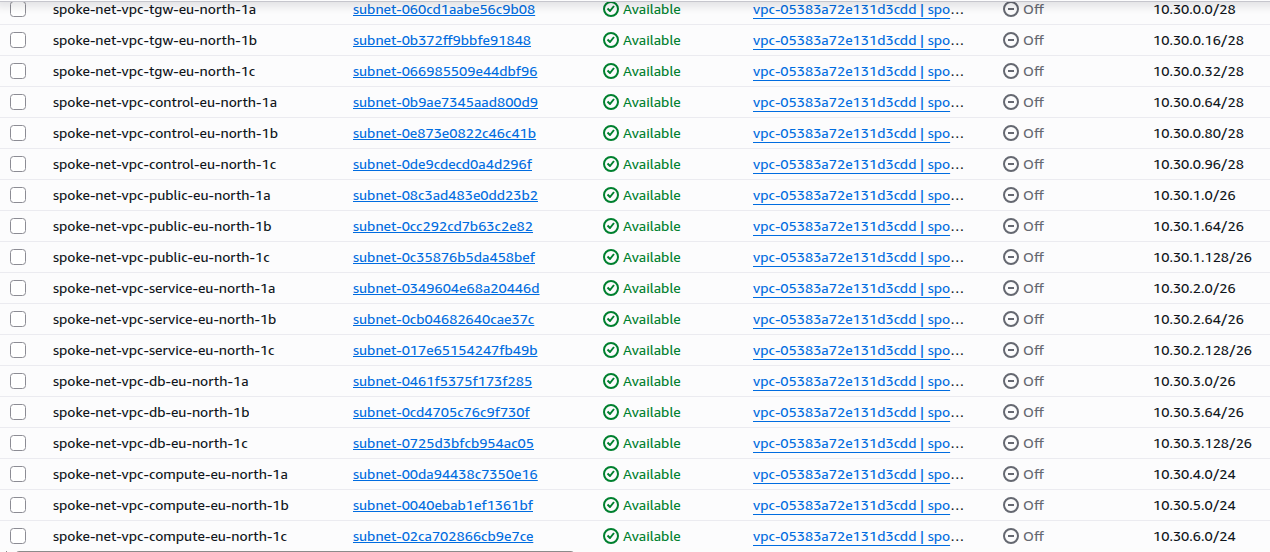 spoke-net-vpc-tgw-eu-north-1a subnet-060cd1aabe56c9b08 Available vpc-05383a72e131d3cdd | spo… Off 10.30.0.0/28
spoke-net-vpc-tgw-eu-north-1b subnet-0b372ff9bbfe91848 Available vpc-05383a72e131d3cdd | spo… Off 10.30.0.16/28
spoke-net-vpc-tgw-eu-north-1c subnet-066985509e44dbf96 Available vpc-05383a72e131d3cdd | spo… Off 10.30.0.32/28
spoke-net-vpc-control-eu-north-1a subnet-0b9ae7345aad800d9 Available vpc-05383a72e131d3cdd | spo… Off 10.30.0.64/28
spoke-net-vpc-control-eu-north-1b subnet-0e873e0822c46c41b Available vpc-05383a72e131d3cdd | spo… Off 10.30.0.80/28
spoke-net-vpc-control-eu-north-1c subnet-0de9cdecd0a4d296f Available vpc-05383a72e131d3cdd | spo… Off 10.30.0.96/28
spoke-net-vpc-public-eu-north-1a subnet-08c3ad483e0dd23b2 Available vpc-05383a72e131d3cdd | spo… Off 10.30.1.0/26
spoke-net-vpc-public-eu-north-1b subnet-0cc292cd7b63c2e82 Available vpc-05383a72e131d3cdd | spo… Off 10.30.1.64/26
spoke-net-vpc-public-eu-north-1c subnet-0c35876b5da458bef Available vpc-05383a72e131d3cdd | spo… Off 10.30.1.128/26
spoke-net-vpc-service-eu-north-1a subnet-0349604e68a20446d Available vpc-05383a72e131d3cdd | spo… Off 10.30.2.0/26
spoke-net-vpc-service-eu-north-1b subnet-0cb04682640cae37c Available vpc-05383a72e131d3cdd | spo… Off 10.30.2.64/26
spoke-net-vpc-service-eu-north-1c subnet-017e65154247fb49b Available vpc-05383a72e131d3cdd | spo… Off 10.30.2.128/26
spoke-net-vpc-db-eu-north-1a subnet-0461f5375f173f285 Available vpc-05383a72e131d3cdd | spo… Off 10.30.3.0/26
spoke-net-vpc-db-eu-north-1b subnet-0cd4705c76c9f730f Available vpc-05383a72e131d3cdd | spo… Off 10.30.3.64/26
spoke-net-vpc-db-eu-north-1c subnet-0725d3bfcb954ac05 Available vpc-05383a72e131d3cdd | spo… Off 10.30.3.128/26
spoke-net-vpc-compute-eu-north-1a subnet-00da94438c7350e16 Available vpc-05383a72e131d3cdd | spo… Off 10.30.4.0/24
spoke-net-vpc-compute-eu-north-1b subnet-0040ebab1ef1361bf Available vpc-05383a72e131d3cdd | spo… Off 10.30.5.0/24
spoke-net-vpc-compute-eu-north-1c subnet-02ca702866cb9e7ce Available vpc-05383a72e131d3cdd | spo… Off 10.30.6.0/24